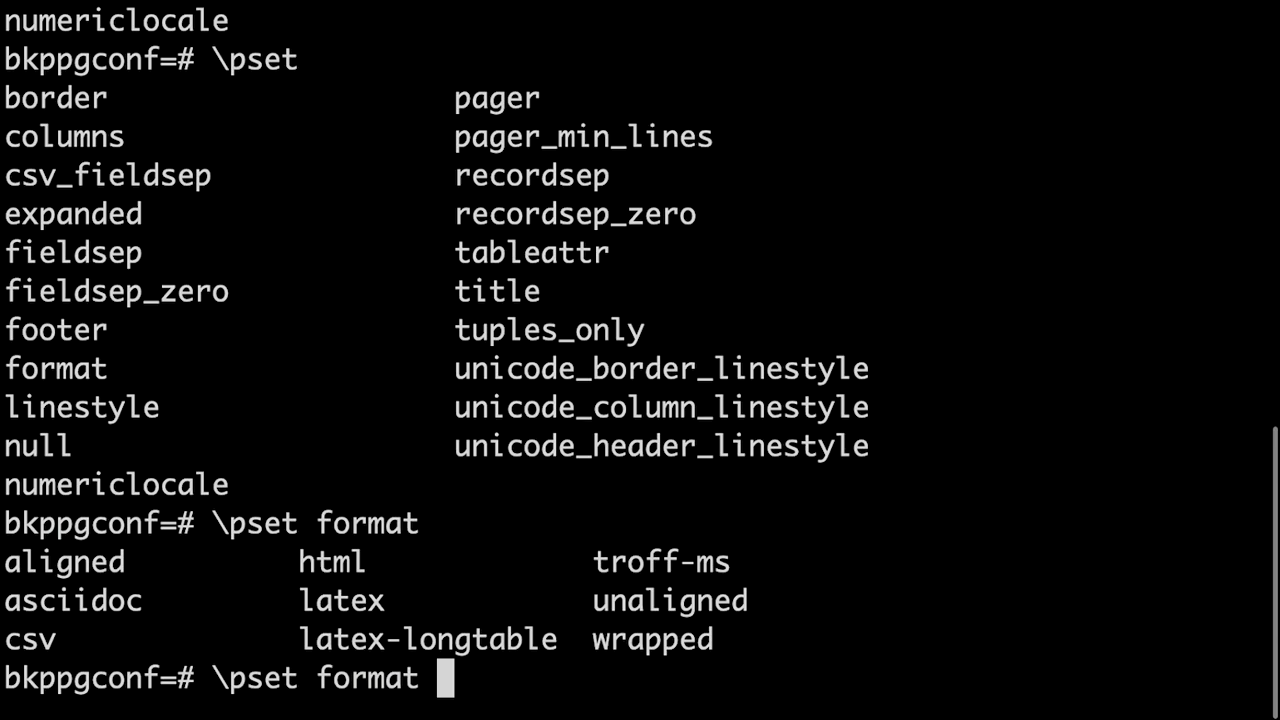 numericlocale
bkppgconf=# \pset
border pager
columns pager_min_lines
csv_fieldsep recordsep
expanded recordsep_zero
fieldsep tableattr
fieldsep_zero title
footer tuples_only
format unicode_border_linestyle
linestyle unicode_column_linestyle
null unicode_header_linestyle
numericlocale
bkppgconf=# \pset format
aligned html troff-ms
asciidoc latex unaligned
csv latex-longtable wrapped
bkppgconf=# \pset format